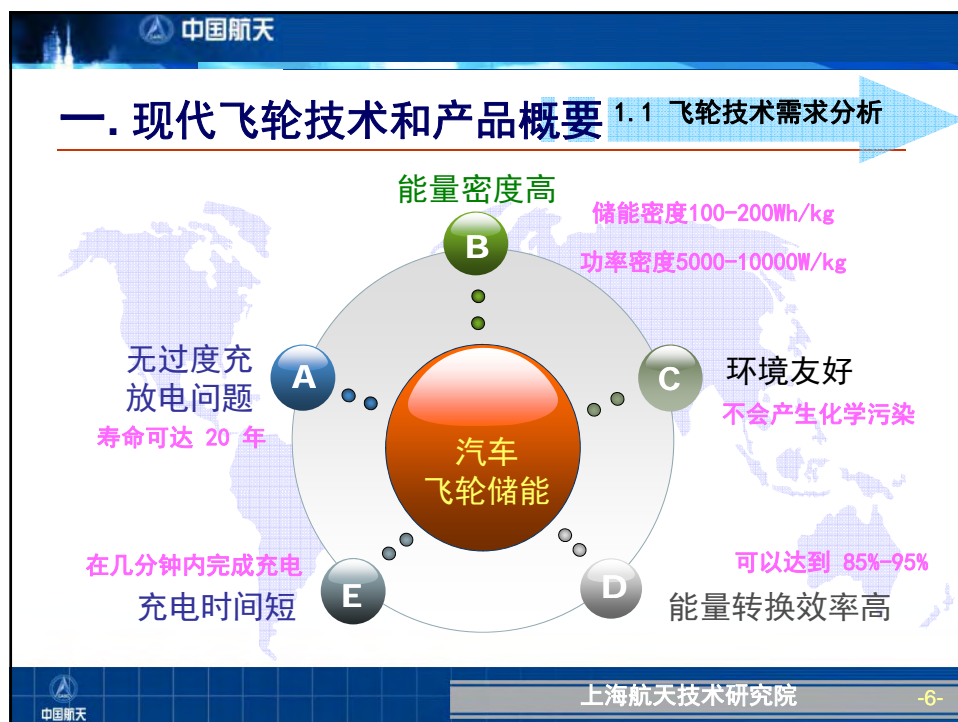 中国航天
一. 现代飞轮技术和产品概要
1.1 飞轮技术需求分析
能量密度高
储能密度100-200Wh/kg
功率密度5000-10000W/kg
B
无过度充
放电问题
寿命可达 20 年
A
C
环境友好
不会产生化学污染
汽车
飞轮储能
在几分钟内完成充电
充电时间短
E
D
可以达到 85%-95%
能量转换效率高
中国航天
上海航天技术研究院
-6-